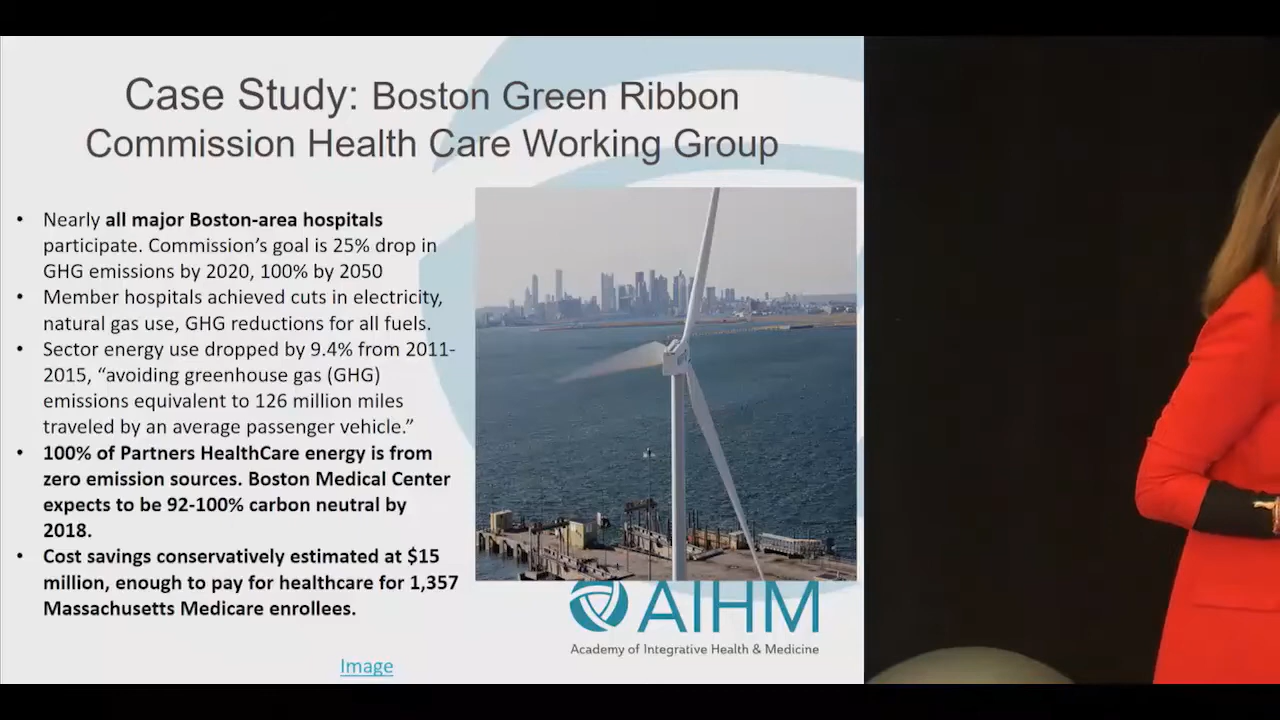 Case Study: Boston Green Ribbon
Commission Health Care Working Group
• Nearly all major Boston-area hospitals
participate. Commission’s goal is 25% drop in
GHG emissions by 2020, 100% by 2050
• Member hospitals achieved cuts in electricity,
natural gas use, GHG reductions for all fuels.
• Sector energy use dropped by 9.4% from 2011-
2015, “avoiding greenhouse gas (GHG)
emissions equivalent to 126 million miles
traveled by an average passenger vehicle.”
• 100% of Partners HealthCare energy is from
zero emission sources. Boston Medical Center
expects to be 92-100% carbon neutral by
2018.
• Cost savings conservatively estimated at $15
million, enough to pay for healthcare for 1,357
Massachusetts Medicare enrollees.
Image
AIHM
Academy of Integrative Health & Medicine